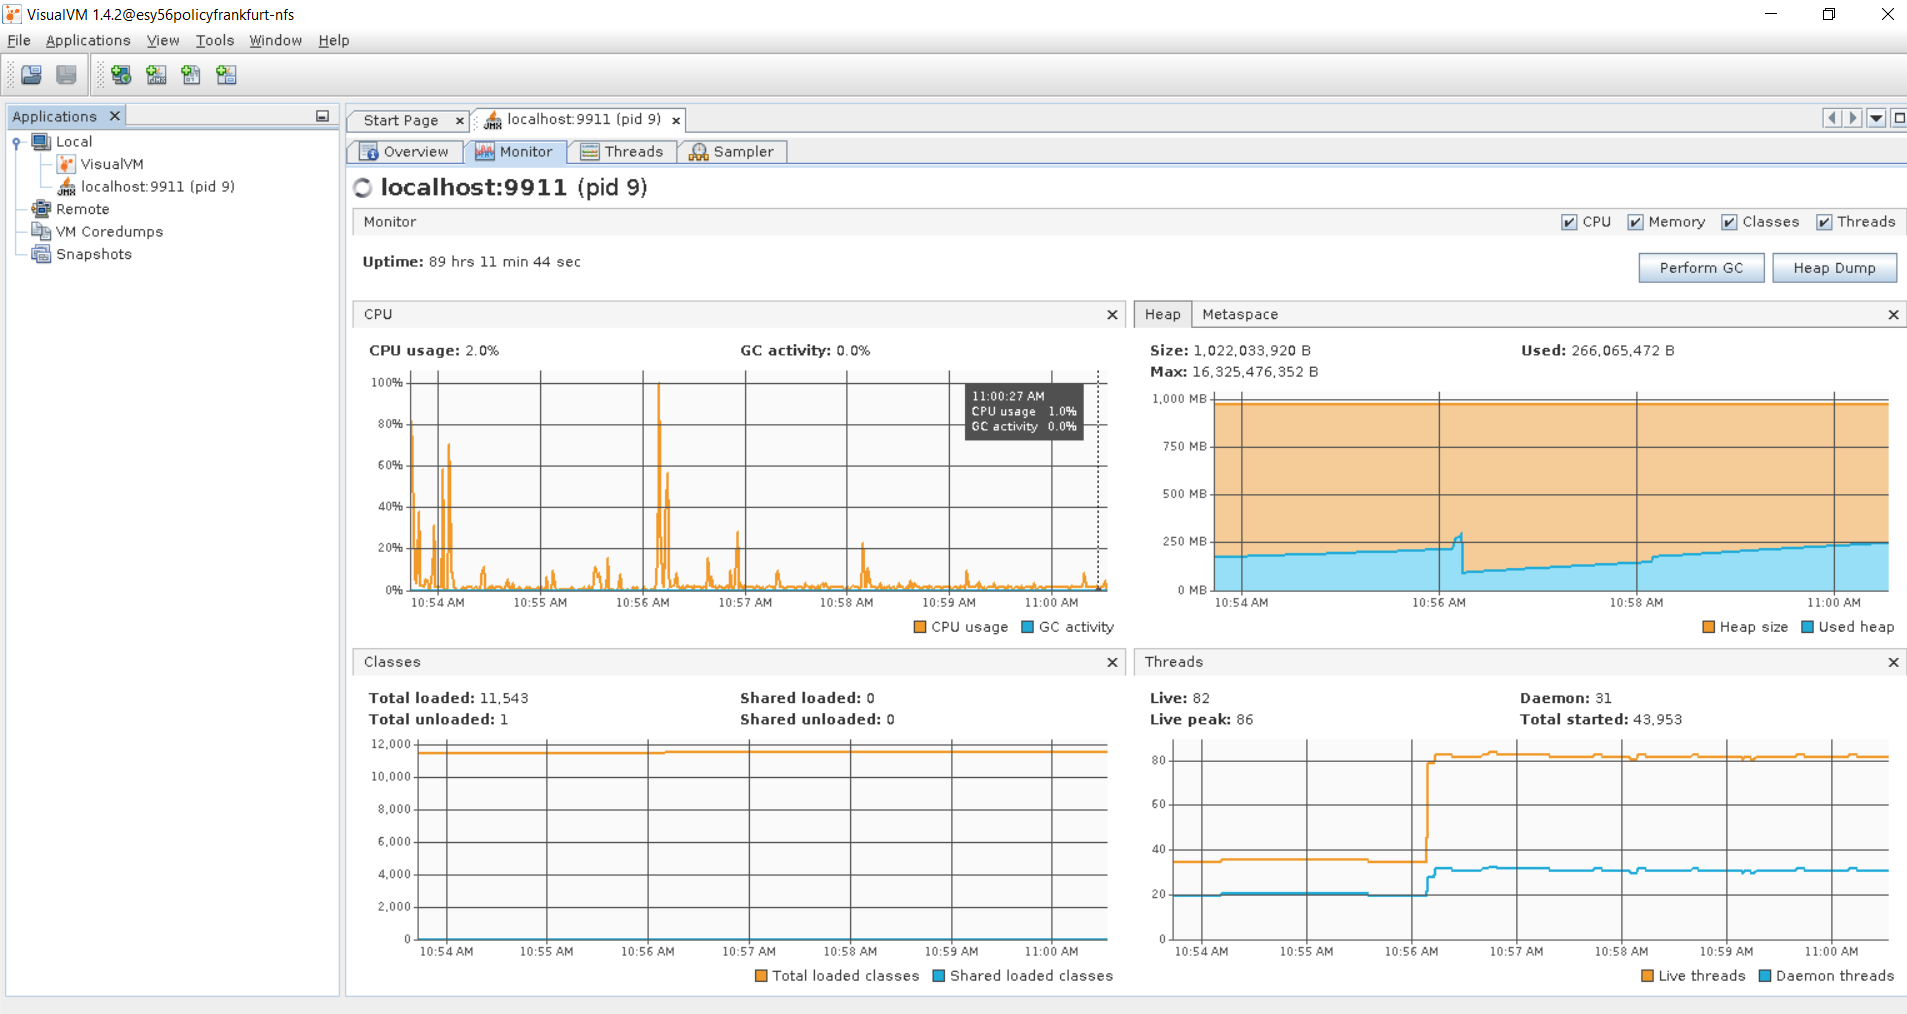 VisualVM 1.4.2@esy56policyfrankfurt-nfs
File Applications View Tools Window Help
Applications
Local
VisualVM
localhost:9911 (pid 9)
Remote
VM Coredumps
Snapshots
Start Page
JMX localhost:9911 (pid 9)
Overview Monitor Threads Sampler
localhost:9911 (pid 9)
Monitor
CPU Memory Classes Threads
Uptime: 89 hrs 11 min 44 sec
Perform GC Heap Dump
CPU
CPU usage: 2.0% GC activity: 0.0%
100%
80%
60%
40%
20%
0%
11:00:27 AM
CPU usage 1.0%
GC activity 0.0%
10:54 AM 10:55 AM 10:56 AM 10:57 AM 10:58 AM 10:59 AM 11:00 AM
CPU usage GC activity
Heap Metaspace
Size: 1,022,033,920 B Used: 266,065,472 B
Max: 16,325,476,352 B
1,000 MB
750 MB
500 MB
250 MB
0 MB
10:54 AM 10:56 AM 10:58 AM 11:00 AM
Heap size Used heap
Classes
Total loaded: 11,543 Shared loaded: 0
Total unloaded: 1 Shared unloaded: 0
12,000
10,000
8,000
6,000
4,000
2,000
0
10:54 AM 10:55 AM 10:56 AM 10:57 AM 10:58 AM 10:59 AM 11:00 AM
Total loaded classes Shared loaded classes
Threads
Live: 82 Daemon: 31
Live peak: 86 Total started: 43,953
80
60
40
20
0
10:54 AM 10:55 AM 10:56 AM 10:57 AM 10:58 AM 10:59 AM 11:00 AM
Live threads Daemon threads